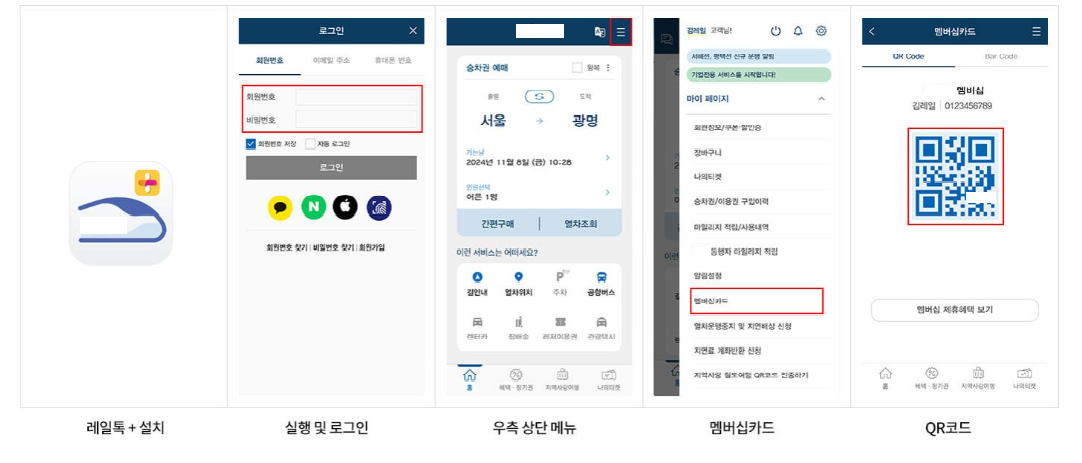 로그인
×
회원번호
이메일 주소
휴대폰 번호
회원번호
비밀번호
회원번호 저장
자동 로그인
로그인
N
회원번호 찾기 | 비밀번호 찾기 | 회원가입
승차권 예매
왕복
출발
도착
서울
광명
가는날
2024년 11월 8일 (금) 10:28
인원선택
어른 1명
간편구매
열차조회
이런 서비스는 어떠세요?
길안내
열차위치
P
주차
공항버스
렌터카
짐배송
레저이용권
관광택시
홈
혜택 · 정기권
지역사랑여행
나의티켓
김레일 고객님!
서해선, 평택선 신규 운행 알림
기업전용 서비스를 시작합니다!
마이 페이지
회원정보/쿠폰·할인증
장바구니
나의티켓
승차권/이용권 구입이력
마일리지 적립/사용내역
동행자 마일리지 적립
알림설정
멤버십카드
열차운행중지 및 지연배상 신청
지연료 계좌반환 신청
지역사랑 철도여행 QR코드 인증하기
멤버십카드
QR Code
Bar Code
멤버십
김레일 | 0123456789
멤버십 제휴혜택 보기
홈
혜택 · 정기권
지역사랑여행
나의티켓
레일톡 + 설치
실행 및 로그인
우측 상단 메뉴
멤버십카드
QR코드